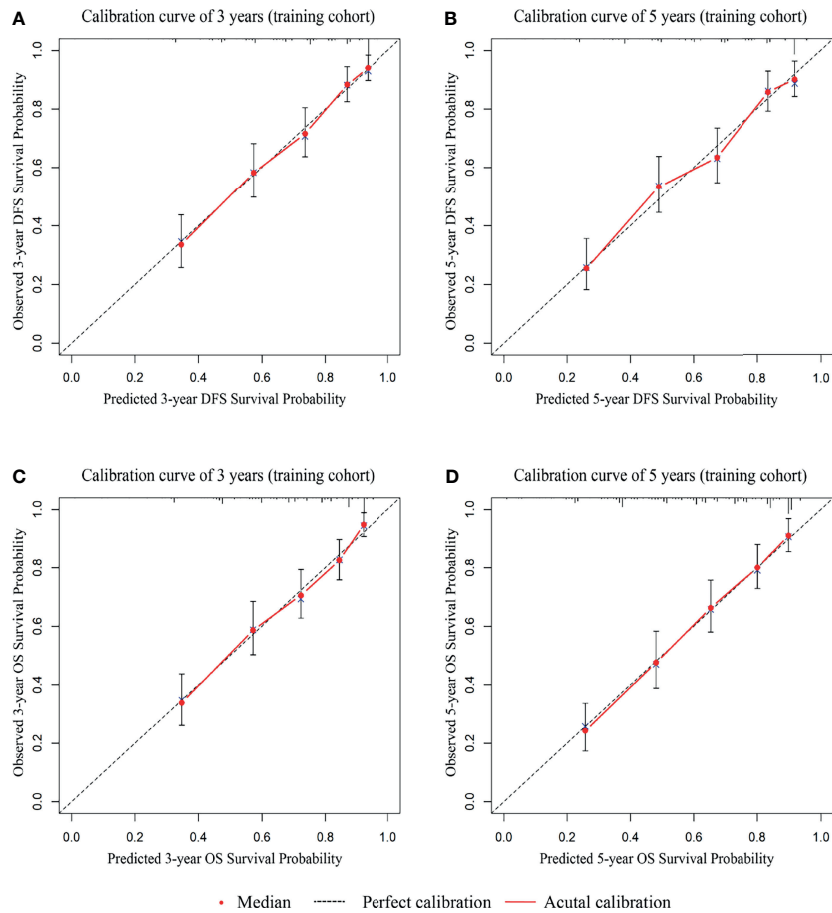 A
Calibration curve of 3 years (training cohort)
Observed 3-year DFS Survival Probability
1.0
0.8
0.6
0.4
0.2
0.0
0.0 0.2 0.4 0.6 0.8 1.0
Predicted 3-year DFS Survival Probability
B
Calibration curve of 5 years (training cohort)
Observed 5-year DFS Survival Probability
1.0
0.8
0.6
0.4
0.2
0.0
0.0 0.2 0.4 0.6 0.8 1.0
Predicted 5-year DFS Survival Probability
C
Calibration curve of 3 years (training cohort)
Observed 3-year OS Survival Probability
1.0
0.8
0.6
0.4
0.2
0.0
0.0 0.2 0.4 0.6 0.8 1.0
Predicted 3-year OS Survival Probability
D
Calibration curve of 5 years (training cohort)
Observed 5-year OS Survival Probability
1.0
0.8
0.6
0.4
0.2
0.0
0.0 0.2 0.4 0.6 0.8 1.0
Predicted 5-year OS Survival Probability
Median Perfect calibration Acutal calibration